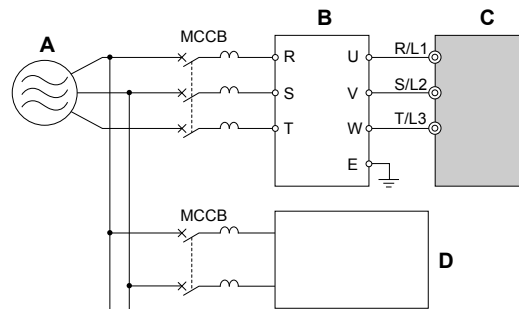 A
MCCB
B
C
R U R/L1
S V S/L2
T W T/L3
E
MCCB
D